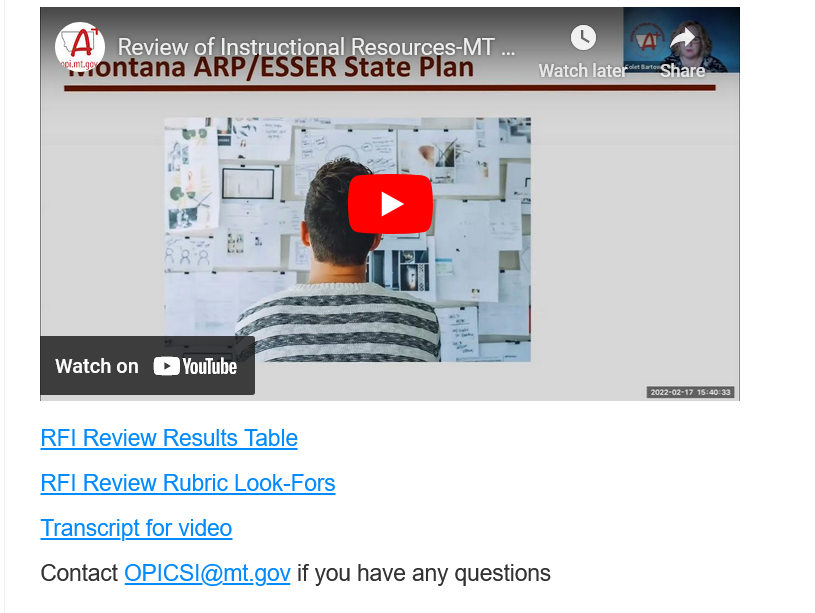 Review of Instructional Resources-MT ...
Montana ARP/ESSER State Plan
opi.mt.gov
Watch later
Share
Watch on YouTube
2022-02-17 15:40:33
RFI Review Results Table
RFI Review Rubric Look-Fors
Transcript for video
Contact OPICSI@mt.gov if you have any questions